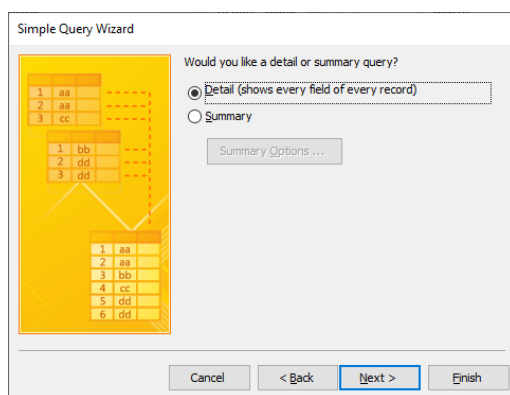 Simple Query Wizard
Would you like a detail or summary query?
Detail (shows every field of every record)
Summary
Summary Options ...
1 aa
2 aa
3 cc
1 bb
2 dd
3 dd
1 aa
2 aa
3 bb
4 cc
5 dd
6 dd
Cancel < Back Next > Finish